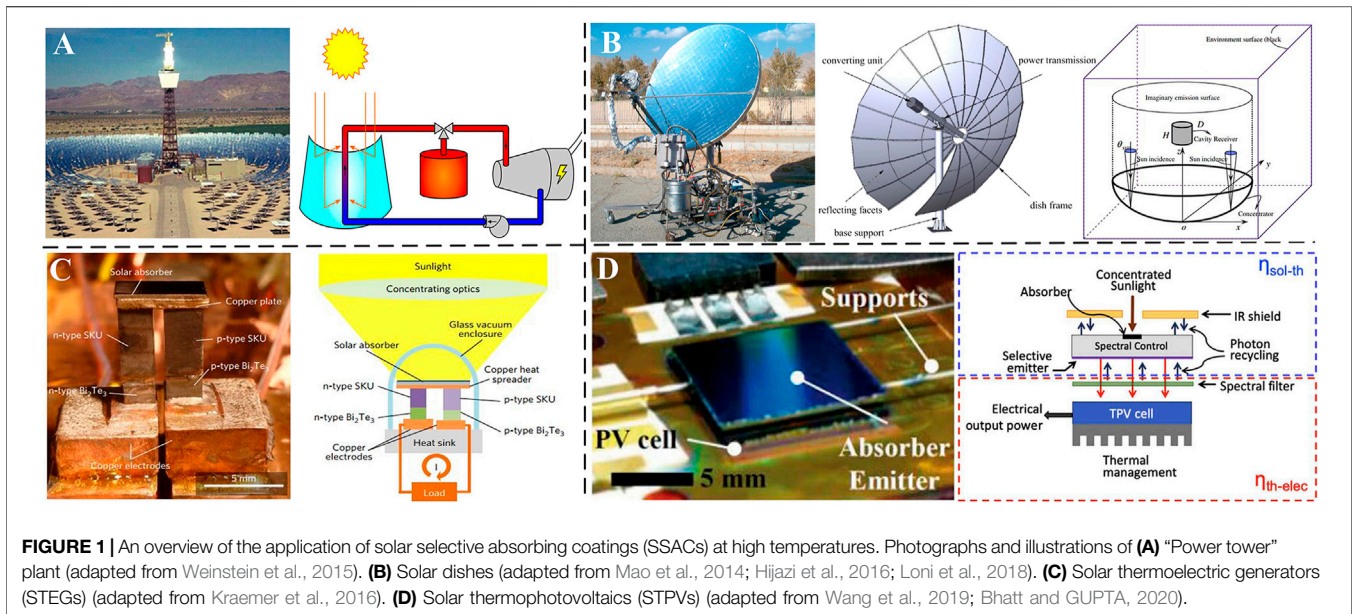 A
B
converting unit
power transmission
reflecting facets
dish frame
base support
Environment surface (black)
Imaginary emission surface
H
D
Cavity Receiver
z
y
Sun incidence
Sun incidence
Concentrator
o
x
C
Solar absorber
Copper plate
n-type SKU
p-type SKU
p-type Bi₂Te₃
n-type Bi₂Te₃
Copper electrodes
5 mm
Sunlight
Concentrating optics
Glass vacuum
enclosure
Solar absorber
Copper heat
spreader
n-type SKU
p-type SKU
n-type Bi₂Te₃
p-type Bi₂Te₃
Copper
electrodes
Heat sink
I
Load
D
Supports
PV cell
Absorber
Emitter
5 mm
ηsol-th
Concentrated
Sunlight
Absorber
IR shield
Spectral Control
Photon
recycling
Selective
emitter
Spectral filter
TPV cell
Electrical
output power
Thermal
management
ηth-elec
FIGURE 1 | An overview of the application of solar selective absorbing coatings (SSACs) at high temperatures. Photographs and illustrations of (A) “Power tower”
plant (adapted from Weinstein et al., 2015). (B) Solar dishes (adapted from Mao et al., 2014; Hijazi et al., 2016; Loni et al., 2018). (C) Solar thermoelectric generators
(STEGs) (adapted from Kraemer et al., 2016). (D) Solar thermophotovoltaics (STPVs) (adapted from Wang et al., 2019; Bhatt and GUPTA, 2020).